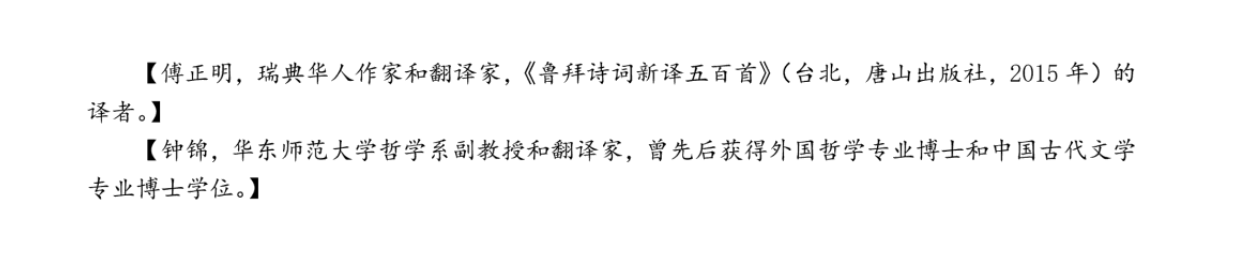 【傅正明，瑞典华人作家和翻译家，《鲁拜诗词新译五百首》（台北，唐山出版社，2015 年）的
译者。】
【钟锦，华东师范大学哲学系副教授和翻译家，曾先后获得外国哲学专业博士和中国古代文学
专业博士学位。】